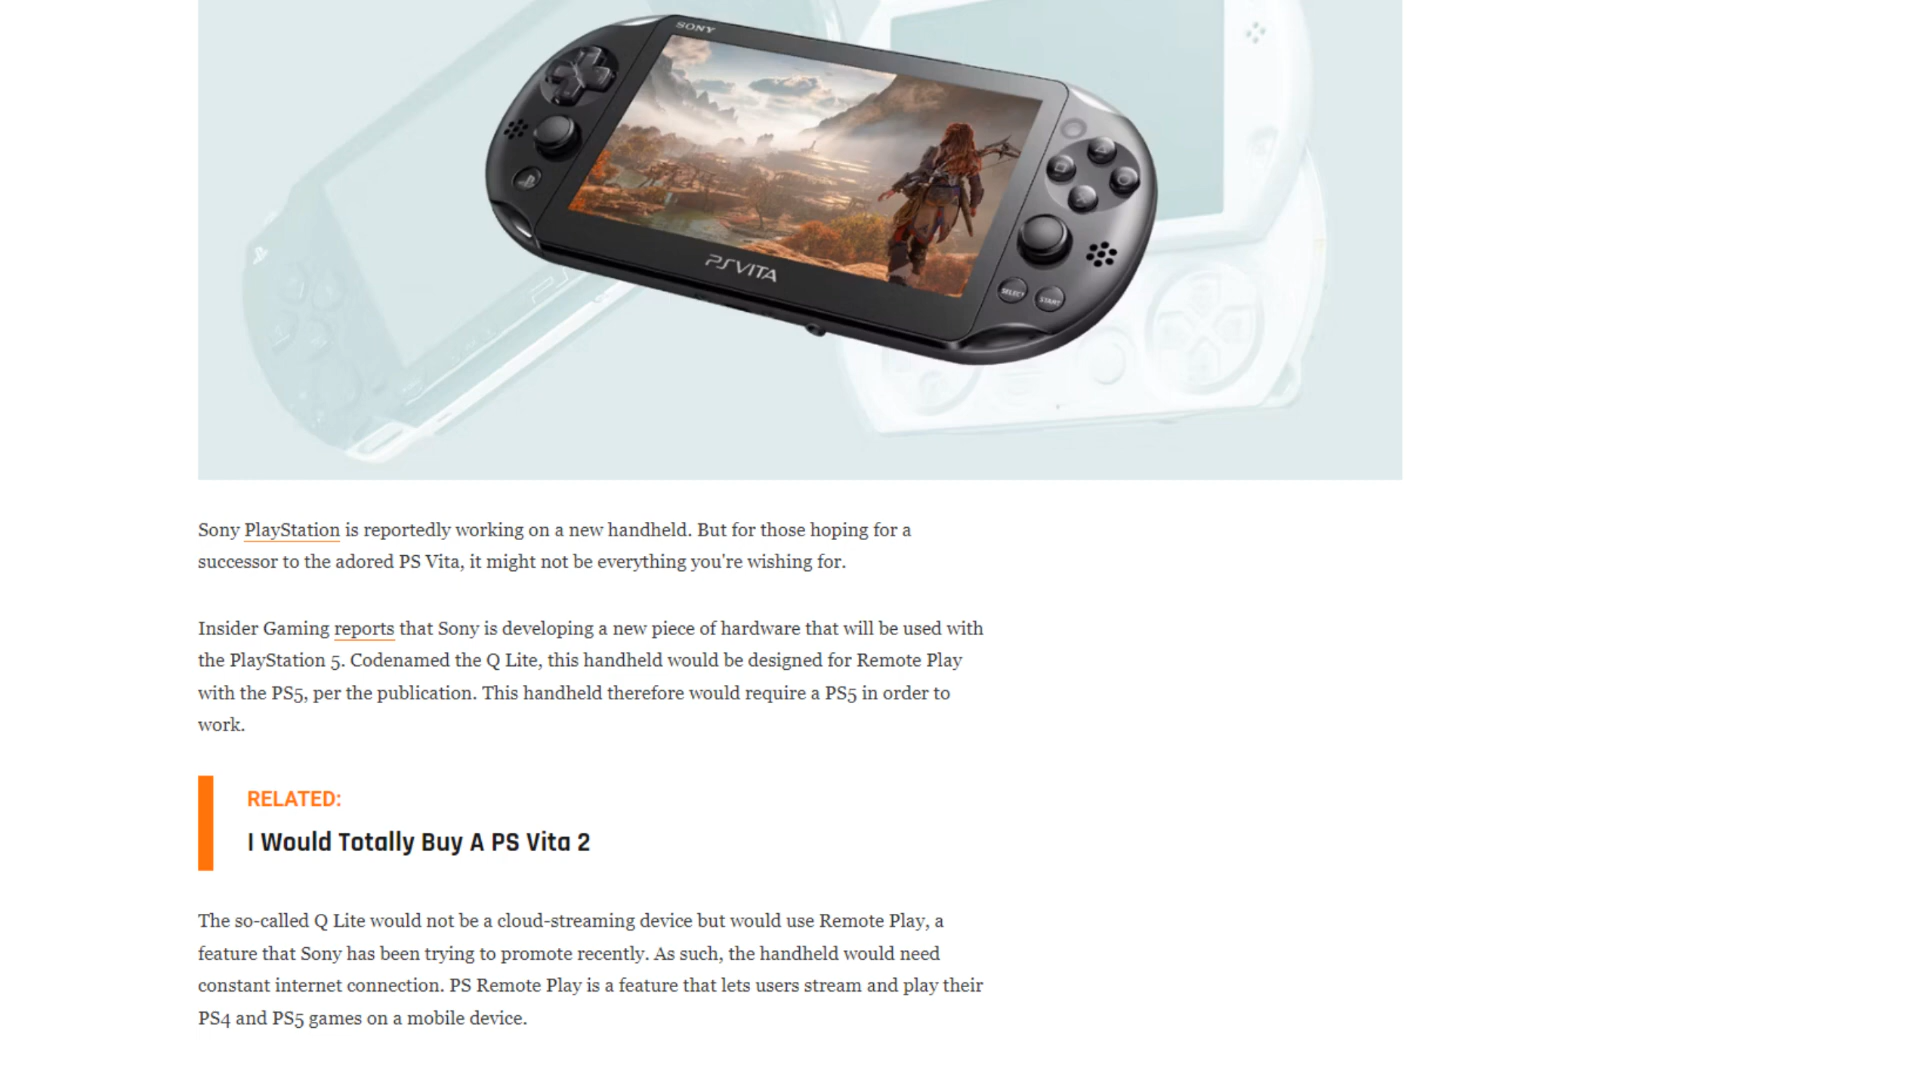 SONY
PSVITA
SELECT START
Sony PlayStation is reportedly working on a new handheld. But for those hoping for a
successor to the adored PS Vita, it might not be everything you're wishing for.
Insider Gaming reports that Sony is developing a new piece of hardware that will be used with
the PlayStation 5. Codenamed the Q Lite, this handheld would be designed for Remote Play
with the PS5, per the publication. This handheld therefore would require a PS5 in order to
work.
RELATED:
I Would Totally Buy A PS Vita 2
The so-called Q Lite would not be a cloud-streaming device but would use Remote Play, a
feature that Sony has been trying to promote recently. As such, the handheld would need
constant internet connection. PS Remote Play is a feature that lets users stream and play their
PS4 and PS5 games on a mobile device.